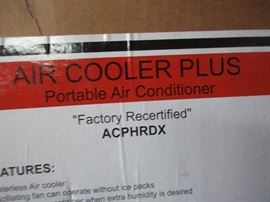 AIR COOLER PLUS
Portable Air Conditioner
"Factory Recertified"
ACPHRDX
EATURES:
Air cooler
fan can operate without ice packs
when extra humidity is desired